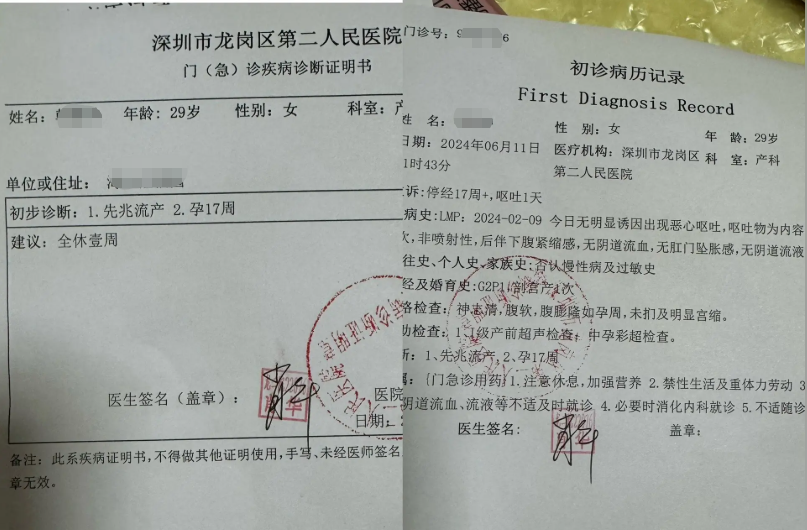 深圳市龙岗区第二人民医院
门（急）诊疾病诊断证明书
姓名：
年龄：29岁
性别：女
科室：产
单位或住址：
初步诊断：1.先兆流产 2.孕17周
建议：全休壹周
医生签名（盖章）：
医院
日期：2
备注：此系疾病证明书，不得做其他证明使用，手写、未经医师签名
章无效。
门诊号：9 6
初诊病历记录
First Diagnosis Record
姓 名：
性 别：女
年 龄：29岁
日期：2024年06月11日
医疗机构：深圳市龙岗区
科 室：产科
1时43分
第二人民医院
诉：停经17周+，呕吐1天
病史：LMP：2024-02-09 今日无明显诱因出现恶心呕吐，呕吐物为内容
次，非喷射性，后伴下腹紧缩感，无阴道流血，无肛门坠胀感，无阴道流液
往史、个人史、家族史：否认慢性病及过敏史
经及婚育史：G2P1，剖宫产1次
格检查：神志清，腹软，腹膨隆如孕周，未扪及明显宫缩。
助检查：1.I级产前超声检查：中孕彩超检查。
断：1、先兆流产，2、孕17周
（门急诊用药）1.注意休息，加强营养 2.禁性生活及重体力劳动 3
阴道流血、流液等不适及时就诊 4.必要时消化内科就诊 5.不适随诊
医生签名：
盖章：